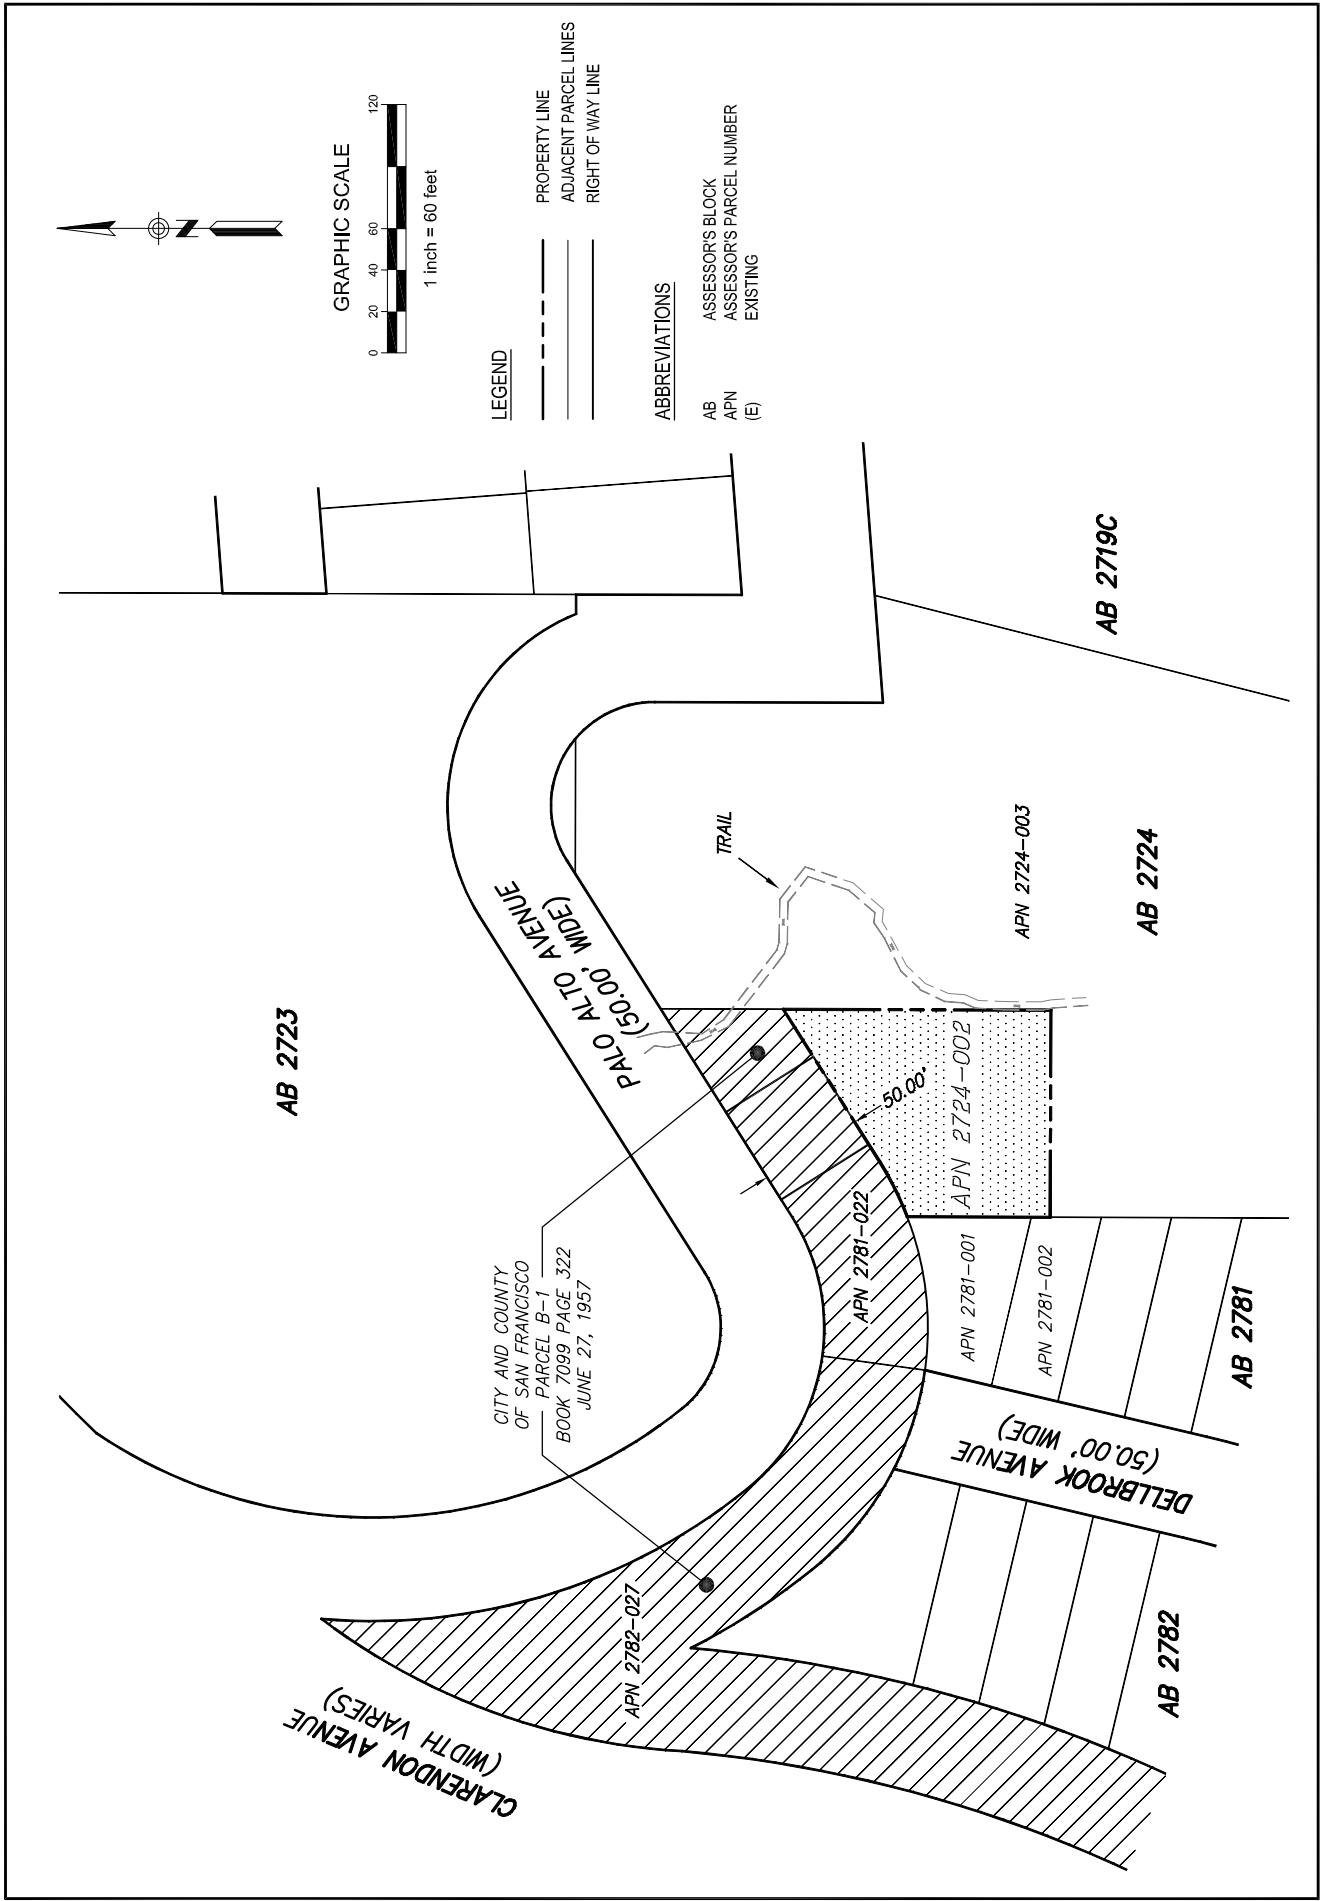 CLARENDON AVENUE
(WIDTH VARIES)
APN 2782-027
AB 2782
CITY AND COUNTY
OF SAN FRANCISCO
PARCEL B-1
BOOK 7099 PAGE 322
JUNE 27, 1957
DELLBROOK AVENUE
(50.00' WIDE)
APN 2781-022
APN 2781-001
APN 2781-002
AB 2781
AB 2723
PALO ALTO AVENUE
(50.00' WIDE)
50.00'
APN 2724-002
TRAIL
APN 2724-003
AB 2724
AB 2719C
N
GRAPHIC SCALE
0 20 40 60 120
1 inch = 60 feet
LEGEND
PROPERTY LINE
ADJACENT PARCEL LINES
RIGHT OF WAY LINE
ABBREVIATIONS
AB ASSESSOR'S BLOCK
APN ASSESSOR'S PARCEL NUMBER
(E) EXISTING